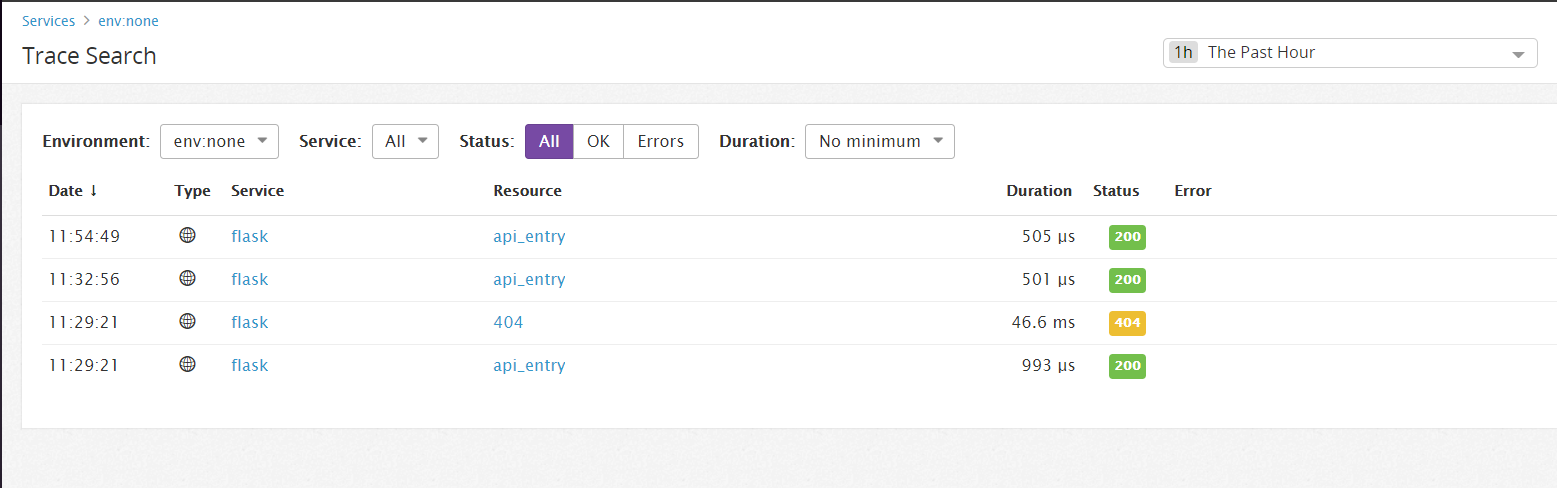 Services > env:none
Trace Search
1h The Past Hour
Environment: env:none Service: All Status: All OK Errors Duration: No minimum
Date ↓ Type Service Resource Duration Status Error
11:54:49 flask api_entry 505 µs 200
11:32:56 flask api_entry 501 µs 200
11:29:21 flask 404 46.6 ms 404
11:29:21 flask api_entry 993 µs 200